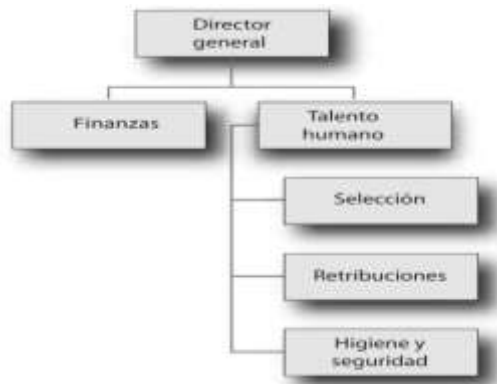 Director
general
Finanzas
Talento
humano
Selección
Retribuciones
Higiene y
seguridad